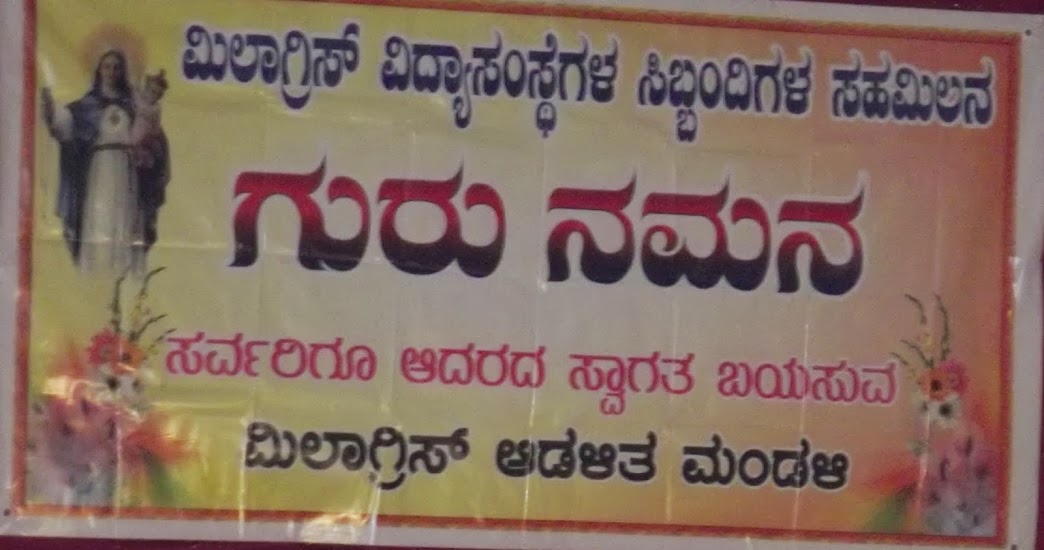 ಮಿಲಾಗ್ರಿಸ್ ವಿದ್ಯಾಸಂಸ್ಥೆಗಳ ಸಿಬ್ಬಂದಿಗಳ ಸಹಮಿಲನ
ಗುರು ನಮನ
ಸರ್ವರಿಗೂ ಆದರದ ಸ್ವಾಗತ ಬಯಸುವ
ಮಿಲಾಗ್ರಿಸ್ ಆಡಳಿತ ಮಂಡಳಿ